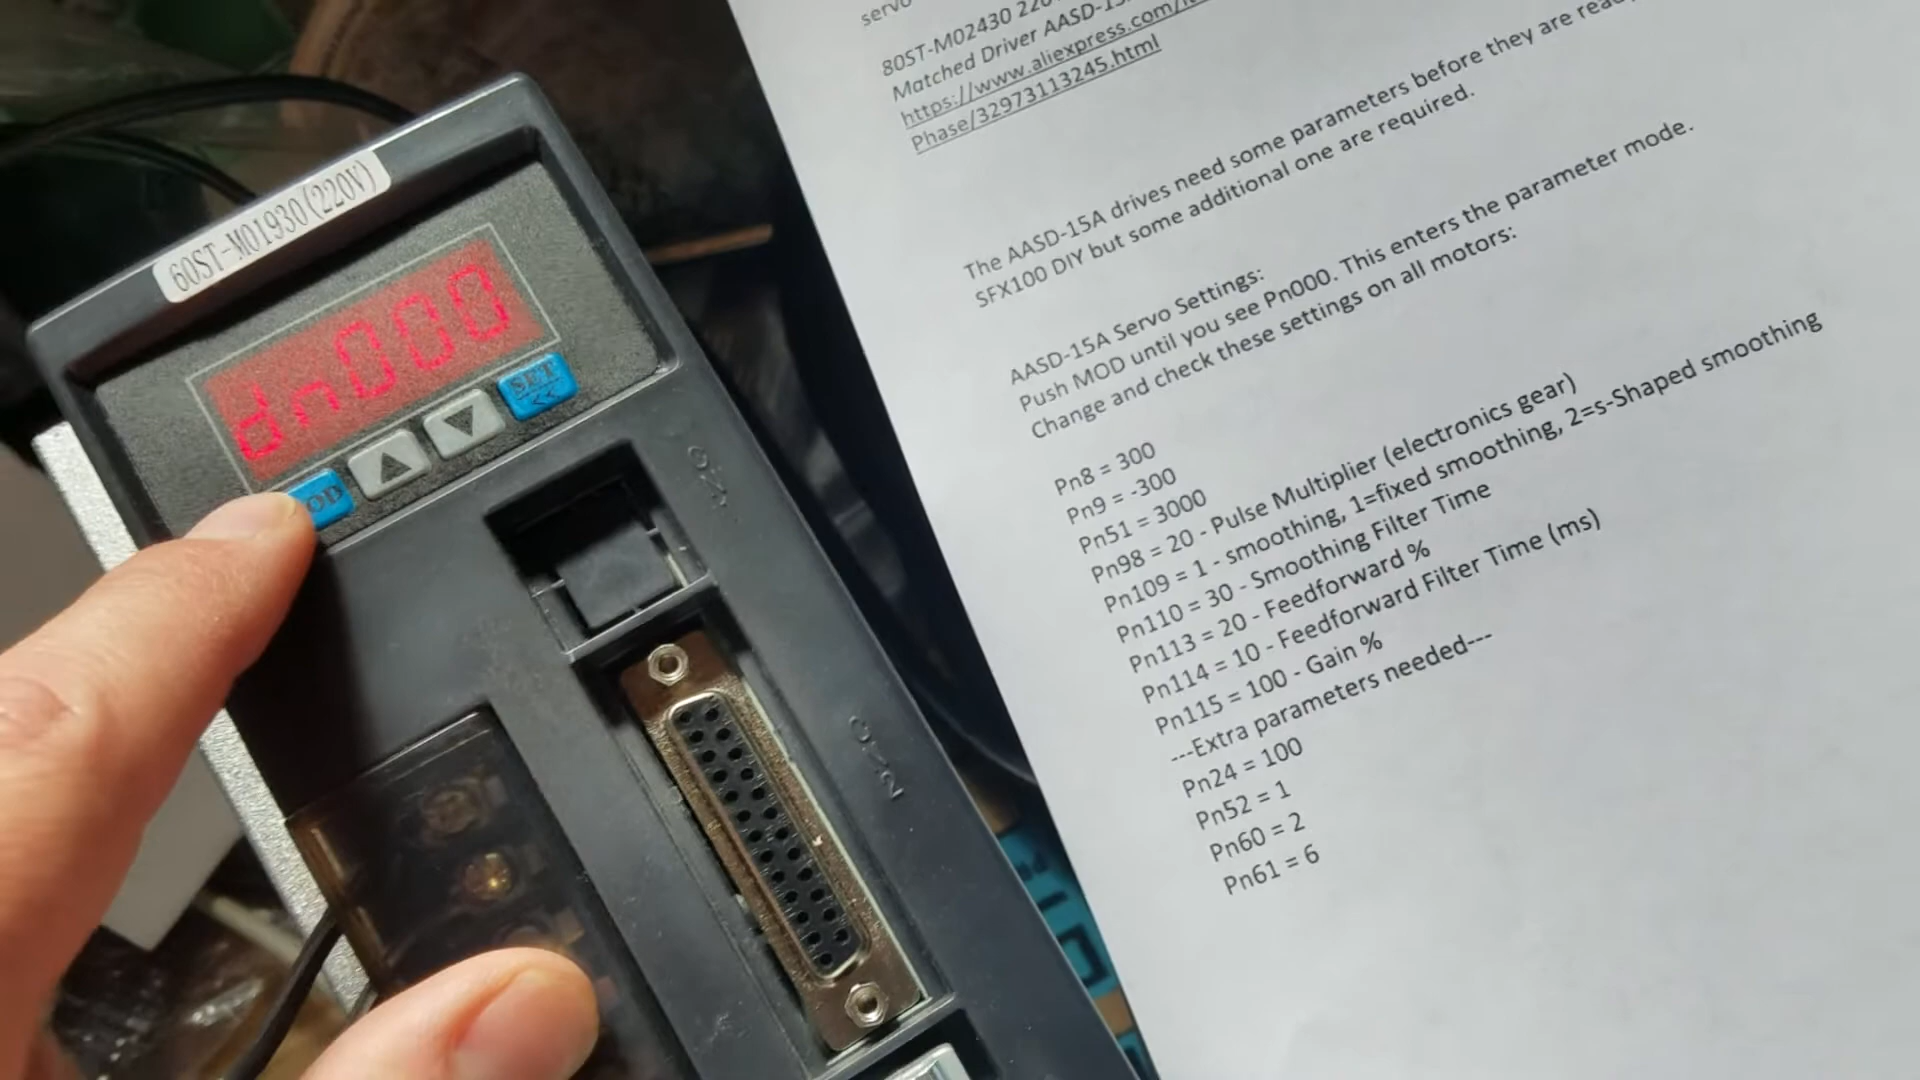 60ST-M01930(220V)
dn000
OD
SET
<<
servo
80ST-M02430 220
Matched Driver AASD-15
https://www.aliexpress.com/it
Phase/32973113245.html
The AASD-15A drives need some parameters before they are read
SFX100 DIY but some additional one are required.
AASD-15A Servo Settings:
Push MOD until you see Pn000. This enters the parameter mode.
Change and check these settings on all motors:
Pn8 = 300
Pn9 = -300
Pn51 = 3000
Pn98 = 20 - Pulse Multiplier (electronics gear)
Pn109 = 1 - smoothing, 1=fixed smoothing, 2=s-Shaped smoothing
Pn110 = 30 - Smoothing Filter Time
Pn113 = 20 - Feedforward %
Pn114 = 10 - Feedforward Filter Time (ms)
Pn115 = 100 - Gain %
---Extra parameters needed---
Pn24 = 100
Pn52 = 1
Pn60 = 2
Pn61 = 6